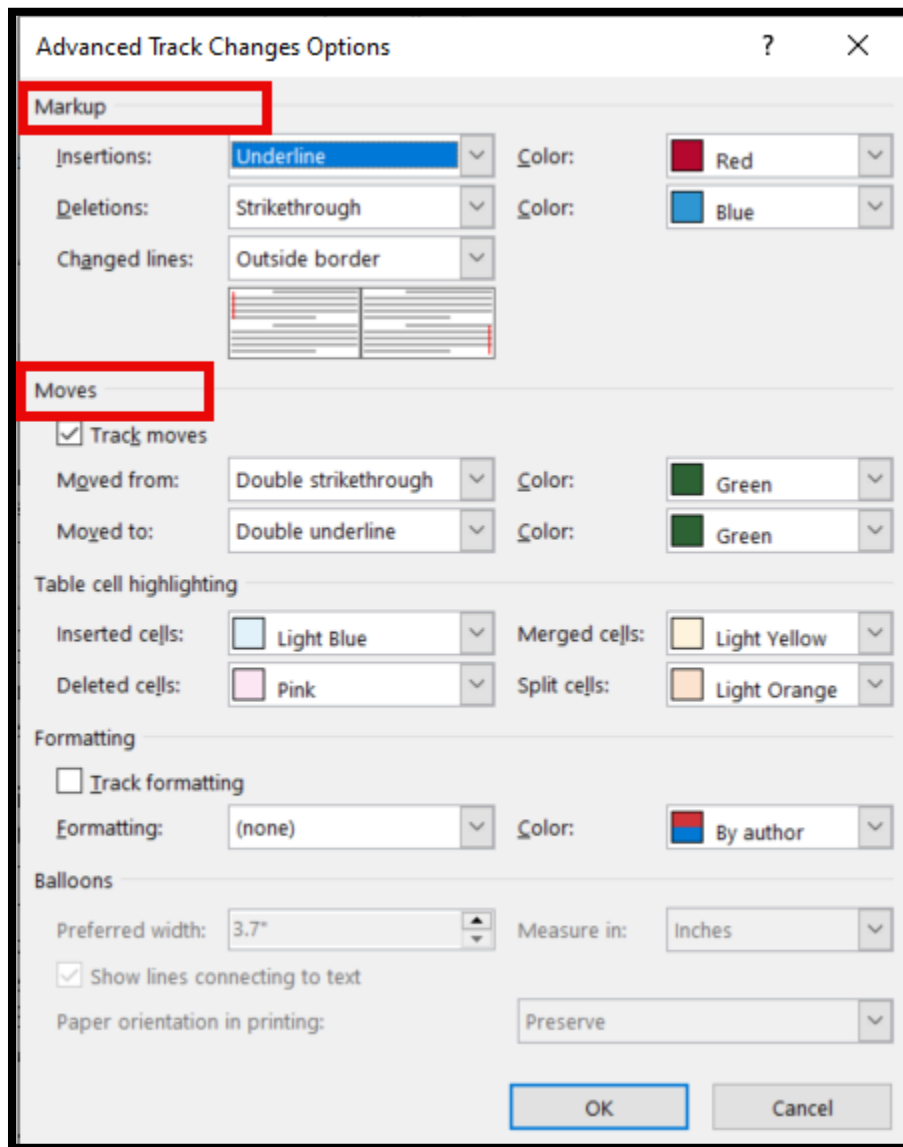 Advanced Track Changes Options ?
Markup
Insertions: Underline Color: Red
Deletions: Strikethrough Color: Blue
Changed lines: Outside border
Moves
Track moves
Moved from: Double strikethrough Color: Green
Moved to: Double underline Color: Green
Table cell highlighting
Inserted cells: Light Blue Merged cells: Light Yellow
Deleted cells: Pink Split cells: Light Orange
Formatting
Track formatting
Formatting: (none) Color: By author
Balloons
Preferred width: 3.7" Measure in: Inches
Show lines connecting to text
Paper orientation in printing: Preserve
OK Cancel